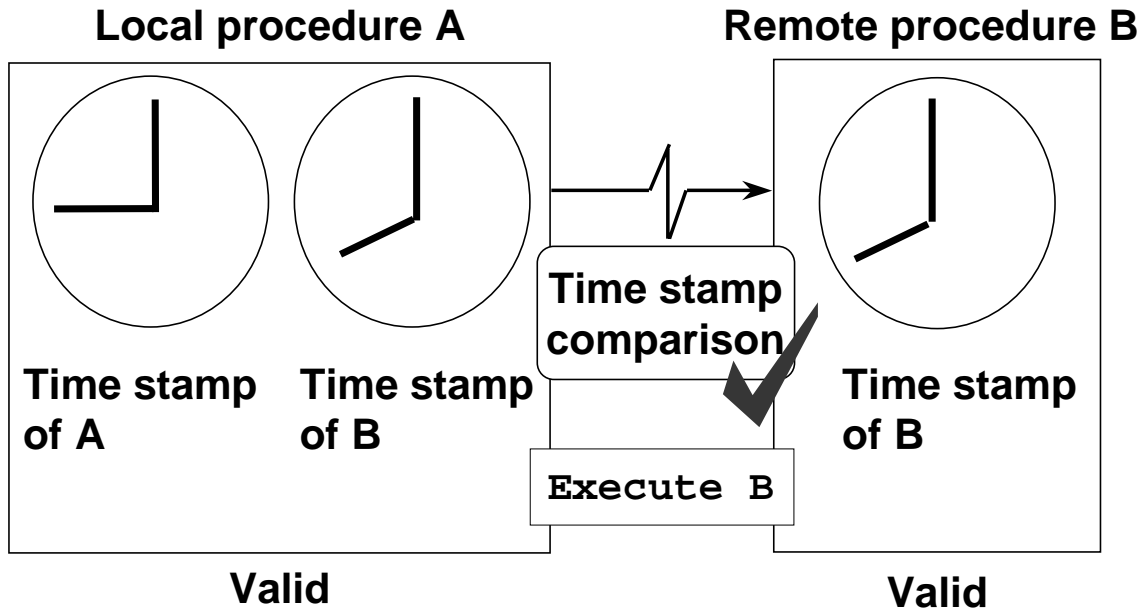 Local procedure A
Remote procedure B
Time stamp
of A
Time stamp
of B
Time stamp
comparison
Time stamp
of B
Execute B
Valid
Valid